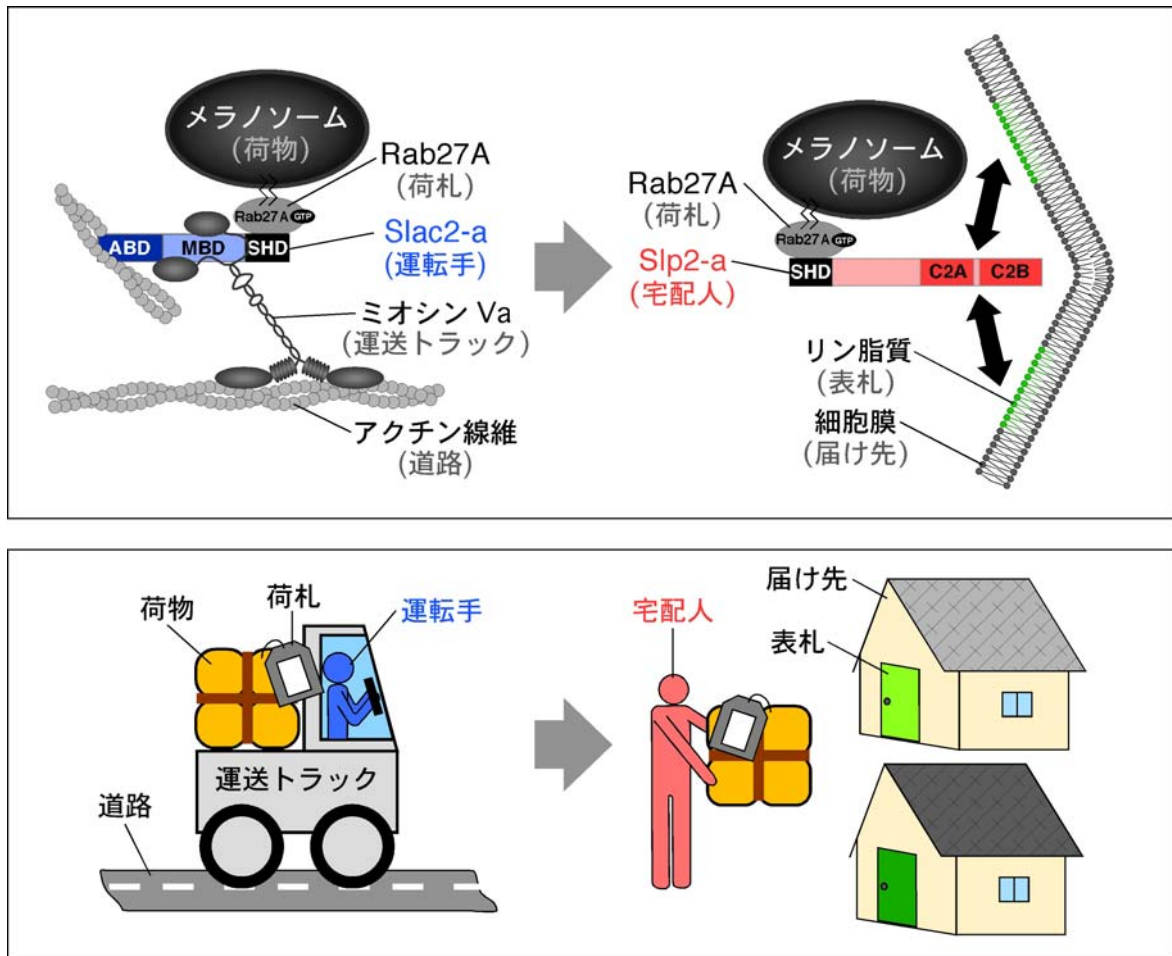 メラノソーム
(荷物)
Rab27A
(荷札)
Rab27A GTP
ABD MBD SHD
Slac2-a
(運転手)
ミオシン Va
(運送トラック)
アクチン線維
(道路)
メラノソーム
(荷物)
Rab27A
(荷札)
Rab27A GTP
Slp2-a
(宅配人)
SHD C2A C2B
リン脂質
(表札)
細胞膜
(届け先)
荷物
荷札
運転手
運送トラック
道路
宅配人
届け先
表札